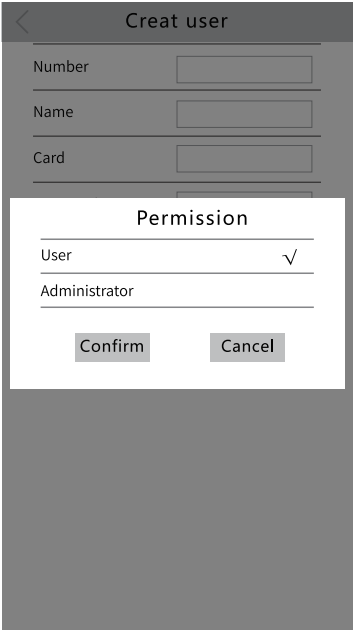 Creat user
Number
Name
Card
Permission
User √
Administrator
Confirm Cancel